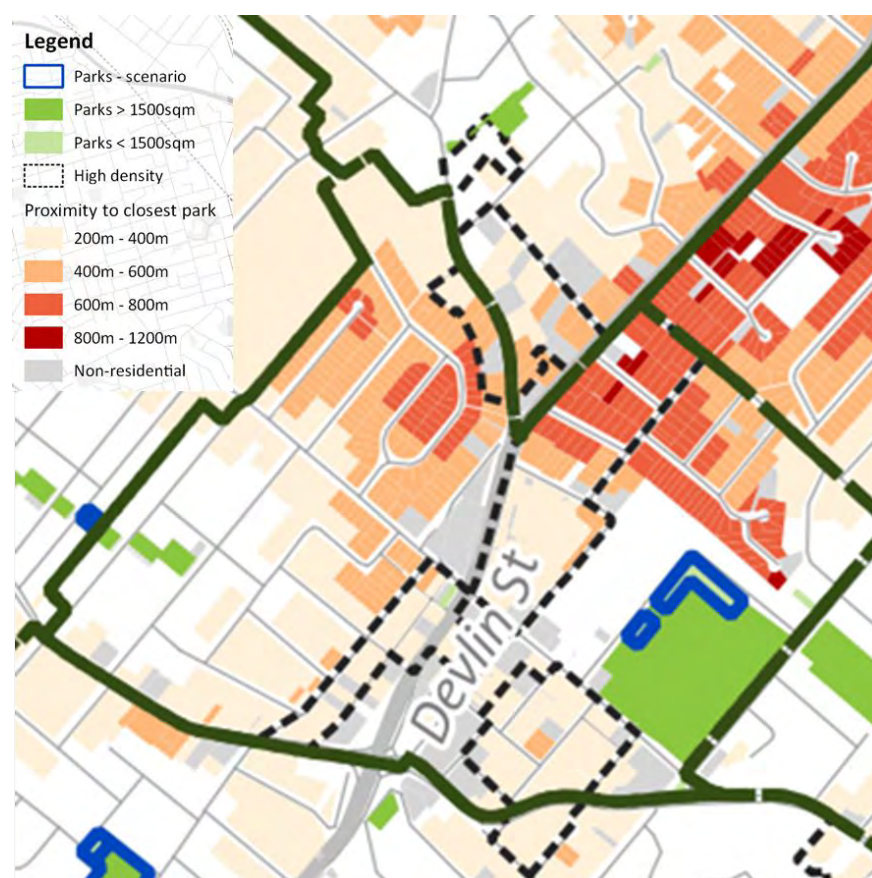 Legend
Parks - scenario
Parks > 1500sqm
Parks < 1500sqm
High density
Proximity to closest park
200m - 400m
400m - 600m
600m - 800m
800m - 1200m
Non-residential
Devlin St